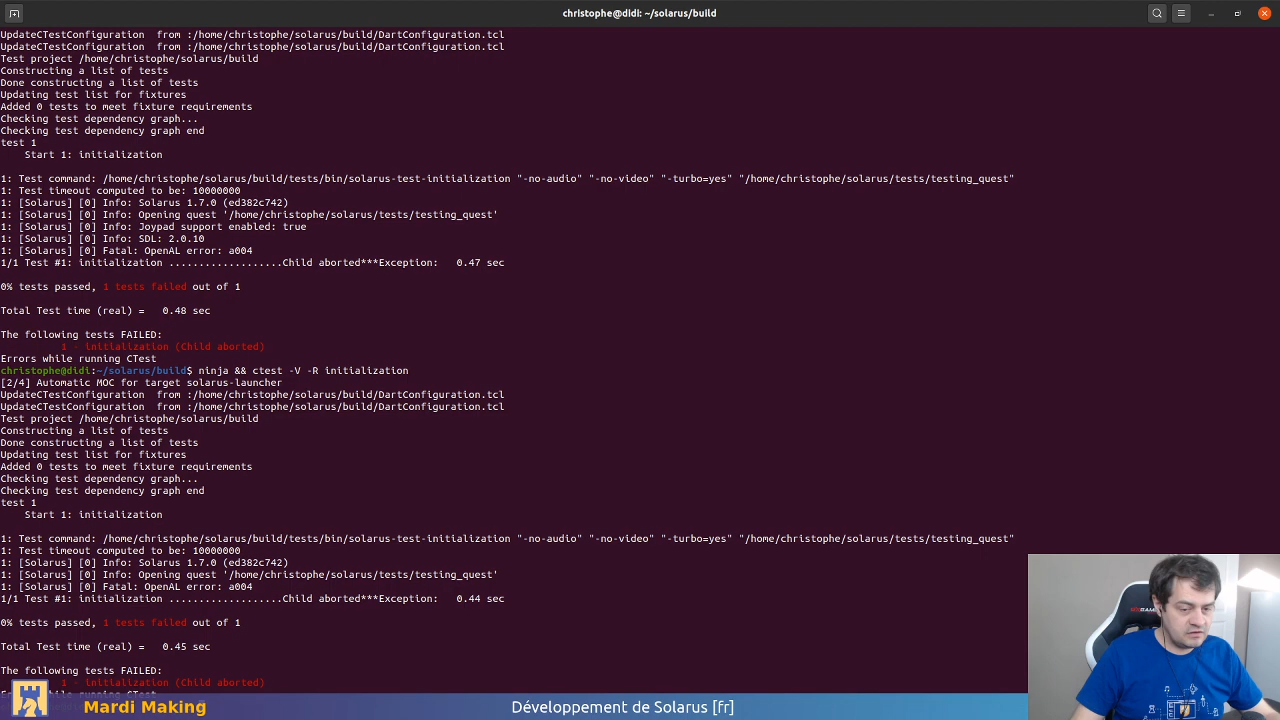 christophe@didi: ~/solarus/build
UpdateCTestConfiguration  from :/home/christophe/solarus/build/DartConfiguration.tcl
UpdateCTestConfiguration  from :/home/christophe/solarus/build/DartConfiguration.tcl
Test project /home/christophe/solarus/build
Constructing a list of tests
Done constructing a list of tests
Updating test list for fixtures
Added 0 tests to meet fixture requirements
Checking test dependency graph...
Checking test dependency graph end
test 1
    Start 1: initialization
1: Test command: /home/christophe/solarus/build/tests/bin/solarus-test-initialization "-no-audio" "-no-video" "-turbo=yes" "/home/christophe/solarus/tests/testing_quest"
1: Test timeout computed to be: 10000000
1: [Solarus] [0] Info: Solarus 1.7.0 (ed382c742)
1: [Solarus] [0] Info: Opening quest '/home/christophe/solarus/tests/testing_quest'
1: [Solarus] [0] Info: Joypad support enabled: true
1: [Solarus] [0] Info: SDL: 2.0.10
1: [Solarus] [0] Fatal: OpenAL error: a004
1/1 Test #1: initialization ...................Child aborted***Exception:   0.47 sec
0% tests passed, 1 tests failed out of 1
Total Test time (real) =   0.48 sec
The following tests FAILED:
          1 - initialization (Child aborted)
Errors while running CTest
christophe@didi:~/solarus/build$ ninja && ctest -V -R initialization
[2/4] Automatic MOC for target solarus-launcher
UpdateCTestConfiguration  from :/home/christophe/solarus/build/DartConfiguration.tcl
UpdateCTestConfiguration  from :/home/christophe/solarus/build/DartConfiguration.tcl
Test project /home/christophe/solarus/build
Constructing a list of tests
Done constructing a list of tests
Updating test list for fixtures
Added 0 tests to meet fixture requirements
Checking test dependency graph...
Checking test dependency graph end
test 1
    Start 1: initialization
1: Test command: /home/christophe/solarus/build/tests/bin/solarus-test-initialization "-no-audio" "-no-video" "-turbo=yes" "/home/christophe/solarus/tests/testing_quest"
1: Test timeout computed to be: 10000000
1: [Solarus] [0] Info: Solarus 1.7.0 (ed382c742)
1: [Solarus] [0] Info: Opening quest '/home/christophe/solarus/tests/testing_quest'
1: [Solarus] [0] Fatal: OpenAL error: a004
1/1 Test #1: initialization ...................Child aborted***Exception:   0.44 sec
0% tests passed, 1 tests failed out of 1
Total Test time (real) =   0.45 sec
The following tests FAILED:
          1 - initialization (Child aborted)
while running CTest
Mardi Making
Développement de Solarus [fr]